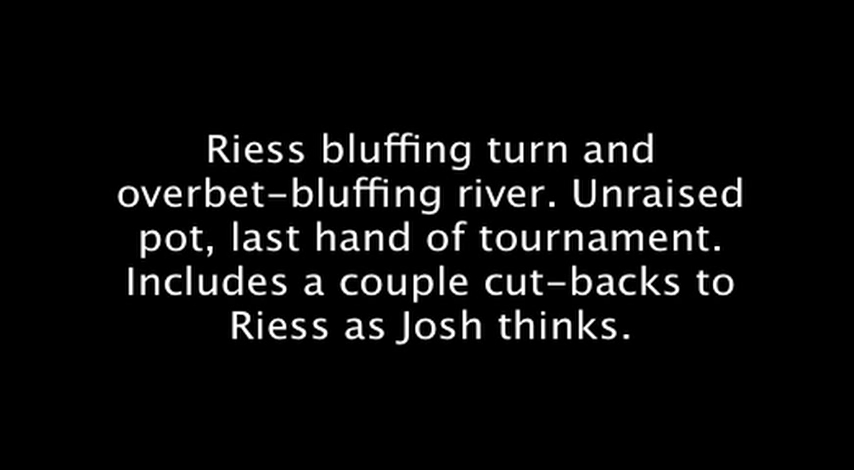 Riess bluffing turn and
overbet-bluffing river. Unraised
pot, last hand of tournament.
Includes a couple cut-backs to
Riess as Josh thinks.